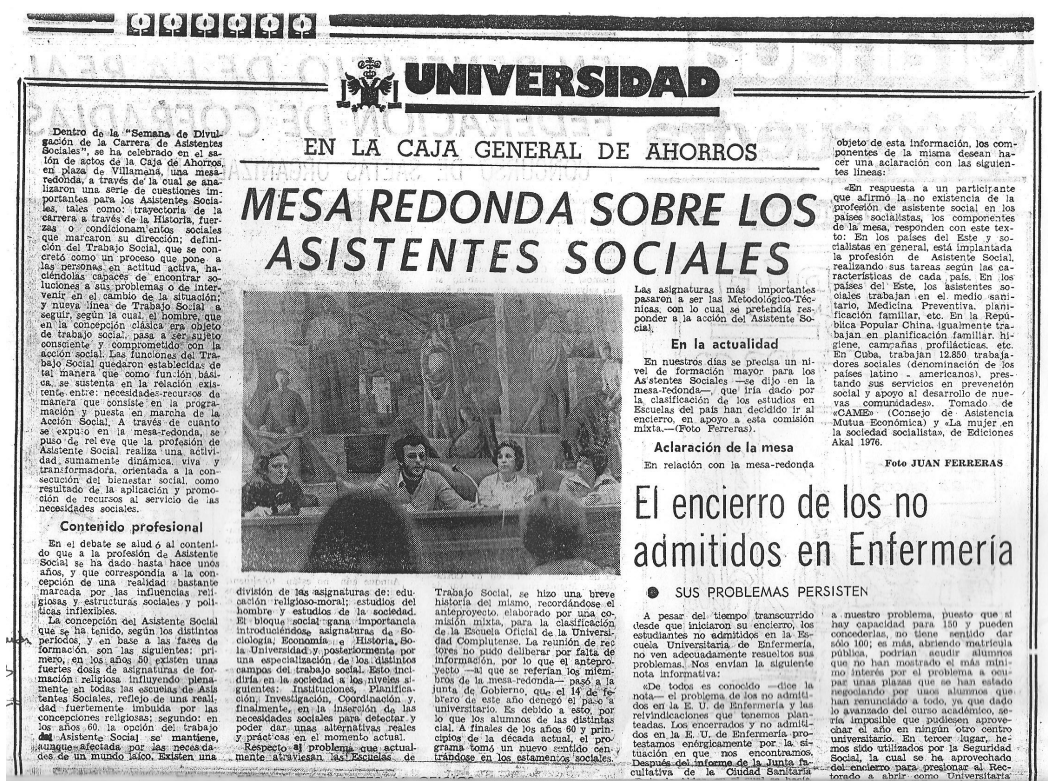 UNIVERSIDAD
Dentro de la "Semana de Divul-
gación de la Carrera de Asistentes
Sociales", se ha celebrado en el sa-
lón de actos de la Caja de Ahorros,
en plaza de Villamena, una mesa-
redonda, a través de la cual se ana-
lizaron una serie de cuestiones im-
portantes para los Asistentes Socia-
les, tales como: trayectoria de la
carrera a través de la Historia, fuer-
zas o condicionamientos sociales
que marcaron su dirección; defini-
ción del Trabajo Social, que se con-
cretó como un proceso que pone a
las personas en actitud activa, ha-
ciéndolas capaces de encontrar so-
luciones a sus problemas o de inter-
venir en el cambio de la situación;
y nueva línea de Trabajo Social a
seguir, según la cual, el hombre, que
en la concepción clásica era objeto
de trabajo social, pasa a ser sujeto
consciente y comprometido con la
acción social. Las funciones del Tra-
bajo Social quedaron establecidas de
tal manera que como función bási-
ca, se sustenta en la relación exis-
tente entre: necesidades-recursos de
manera que consiste en la progra-
mación y puesta en marcha de la
Acción Social. A través de cuanto
se expuso en la mesa-redonda, se
puso de relieve que la profesión de
Asistente Social realiza una activi-
dad, sumamente dinámica, viva y
transformadora, orientada a la con-
secución del bienestar social, como
resultado de la aplicación y promo-
ción de recursos al servicio de las
necesidades sociales.
Contenido profesional
En el debate se aludió al conteni-
do que a la profesión de Asistente
Social se ha dado hasta hace unos
años, y que correspondía a la con-
cepción de una realidad bastante
marcada por las influencias reli-
giosas y estructuras sociales y polí-
ticas inflexibles.
La concepción del Asistente Social
que se ha tenido, según los distintos
períodos, y en base a las fases de
formación, son las siguientes: pri-
mero, en los años 50 existen unas
fuertes dosis de asignaturas de for-
mación religiosa influyendo plena-
mente en todas las escuelas de Asis-
tentes Sociales, reflejo de una reali-
dad fuertemente imbuida por las
concepciones religiosas; segundo: en
los años 60, la opción del trabajo
del Asistente Social se mantiene,
aunque afectada por las necesida-
des de un mundo laico. Existen una
EN LA CAJA GENERAL DE AHORROS
MESA REDONDA SOBRE LOS
ASISTENTES SOCIALES
división de las asignaturas de: edu-
cación religioso-moral; estudios del
hombre y estudios de la sociedad.
El bloque social gana importancia
introduciéndose asignaturas de So-
ciología, Economía e Historia, So-
la Universidad y posteriormente por
una especialización de los distintos
campos del trabajo social. Esto inci-
diría en la sociedad a los niveles si-
guientes: Instituciones, Planifica-
ción, Investigación, Coordinación y,
finalmente, en la inserción de las
necesidades sociales para detectar y
poder dar unas alternativas reales
y prácticas en el momento actual.
Respecto al problema que actual-
mente atraviesan las Escuelas de
Trabajo Social, se hizo una breve
historia del mismo, recordándose el
anteproyecto, elaborado por una co-
misión mixta, para la clasificación
de la Escuela Oficial de la Universi-
dad Complutense. La reunión de rec-
tores no pudo deliberar por falta de
información, por lo que el antepro-
yecto —al que se referían los miem-
bros de la mesa-redonda— pasó a la
junta de Gobierno, que el 14 de fe-
brero de este año denegó el paso a
universitario. Es debido a esto, por
lo que los alumnos de las distintas
cial. A finales de los años 60 y prin-
cipios de la década actual, el pro-
grama tomó un nuevo sentido cen-
trándose en los estamentos sociales.
Las asignaturas más importantes
pasaron a ser las Metodológico-Téc-
nicas, con lo cual se pretendía res-
ponder a la acción del Asistente So-
cial.
En la actualidad
En nuestros días se precisa un ni-
vel de formación mayor para los
Asistentes Sociales —se dijo en la
mesa-redonda—, que iría dado por
la clasificación de los estudios en
Escuelas del país han decidido ir al
encierro, en apoyo a esta comisión
mixta.—(Foto Ferreras).
Aclaración de la mesa
En relación con la mesa-redonda
objeto de esta información, los com-
ponentes de la misma desean ha-
cer una aclaración con las siguien-
tes líneas:
«En respuesta a un participante
que afirmó la no existencia de la
profesión de asistente social en los
países socialistas, los componentes
de la mesa, responden con este tex-
to: En los países del Este y so-
cialistas en general, está implantada
la profesión de Asistente Social,
realizando sus tareas según las ca-
racterísticas de cada país. En los
países del Este, los asistentes so-
ciales trabajan en el medio sani-
tario, Medicina Preventiva, plani-
ficación familiar, etc. En la Repú-
blica Popular China, igualmente tra-
bajan en planificación familiar, hi-
giene, campañas profilácticas, etc.
En Cuba, trabajan 12.850 trabaja-
dores sociales (denominación de los
países latino - americanos), pres-
tando sus servicios en prevención
social y apoyo al desarrollo de nue-
vas comunidades». Tomado de
«CAME» (Consejo de Asistencia
Mutua Económica) y «La mujer en
la sociedad socialista», de Ediciones
Akal 1976.
Foto JUAN FERRERAS
El encierro de los no
admitidos en Enfermería
● SUS PROBLEMAS PERSISTEN
A pesar del tiempo transcurrido
desde que iniciaron su encierro, los
estudiantes no admitidos en la Es-
cuela Universitaria de Enfermería,
no ven adecuadamente resueltos sus
problemas. Nos envían la siguiente
nota informativa:
«De todos es conocido —dice la
nota— el problema de los no admiti-
dos en la E. U. de Enfermería y las
reivindicaciones que tenemos plan-
teadas. Los encerrados y no admiti-
dos en la E. U. de Enfermería pro-
testamos enérgicamente por la si-
tuación en que nos encontramos.
Después del informe de la Junta fa-
cultativa de la Ciudad Sanitaria
a nuestro problema, puesto que si
hay capacidad para 150 y pueden
concederlas, no tiene sentido dar
sólo 100; es más, abriendo matrícula
pública, podrían acudir alumnos
que no han mostrado el más míni-
mo interés por el problema a ocu-
par unas plazas que se han estado
negociando por unos alumnos que
han renunciado a todo, ya que dado
lo avanzado del curso académico, se-
ría imposible que pudiesen aprove-
char el año en ningún otro centro
universitario. En tercer lugar, he-
mos sido utilizados por la Seguridad
Social, la cual se ha aprovechado
del encierro para presionar al Rec-
torado a abrir como Universitaria